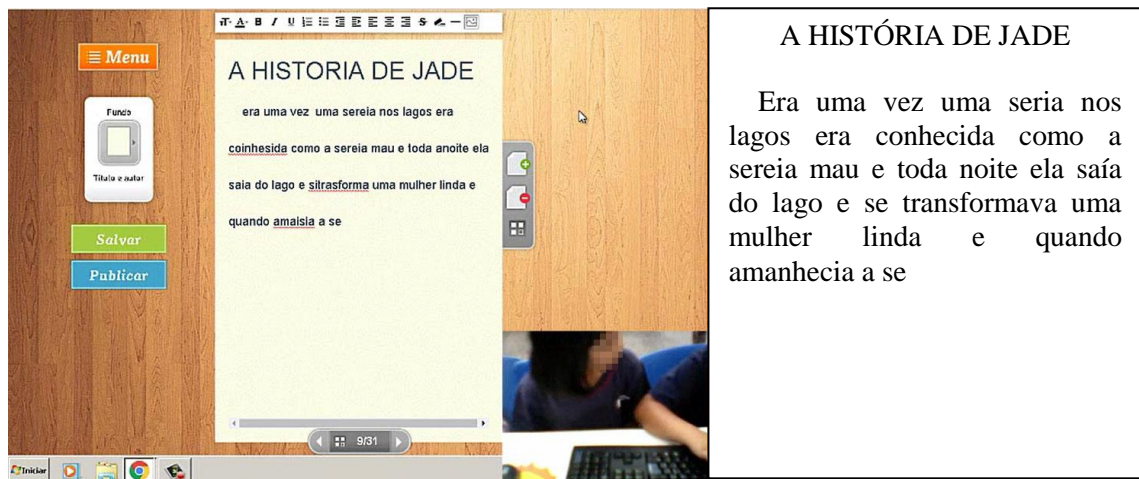 Menu
Fundo
Título e autor
Salvar
Publicar
A HISTORIA DE JADE
era uma vez uma sereia nos lagos era
coinhesida como a sereia mau e toda anoite ela
saia do lago e sitrasforma uma mulher linda e
quando amaisia a se
9/31
Iniciar
A HISTÓRIA DE JADE
Era uma vez uma seria nos
lagos era conhecida como a
sereia mau e toda noite ela saía
do lago e se transformava uma
mulher linda e quando
amanhecia a se